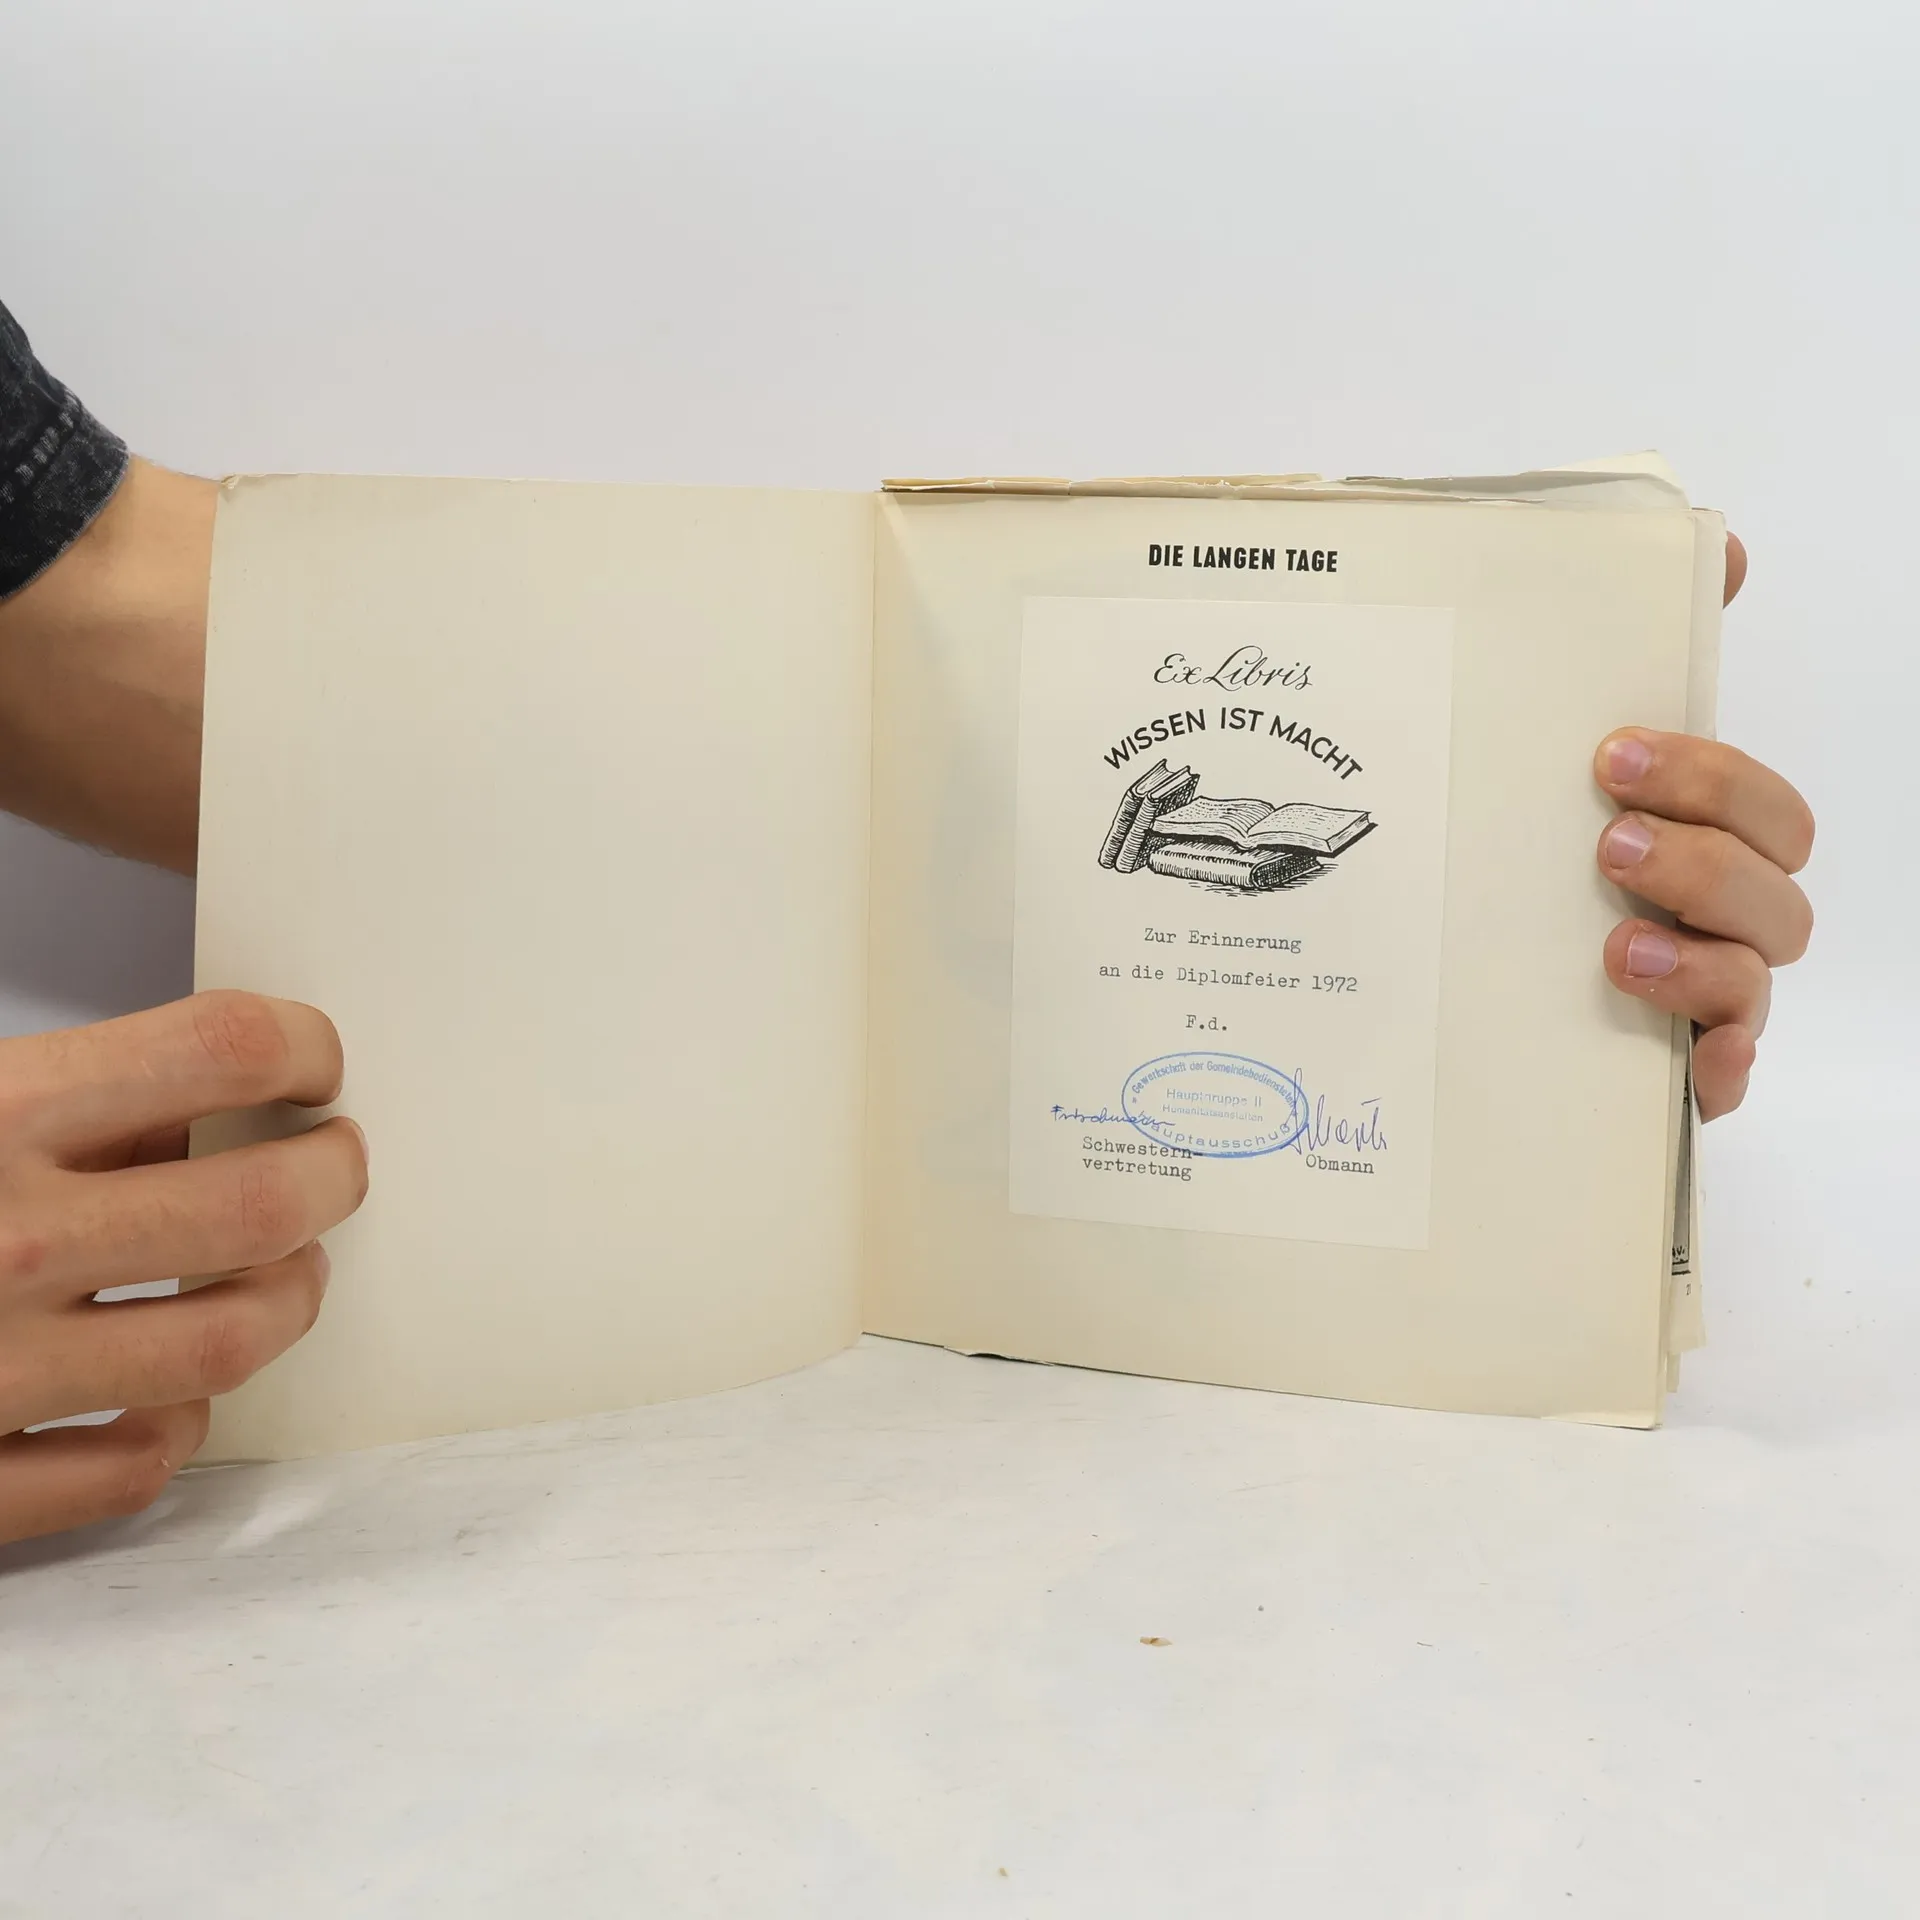 DIE LANGEN TAGE
Ex Libris
WISSEN IST MACHT
Zur Erinnerung
an die Diplomfeier 1972
F.d.
Gewerkschaft der Gemeindebediensteten
Hauptgruppe II
Humanitätsanstalten
Hauptausschuß
Schwestern-
vertretung
Obmann